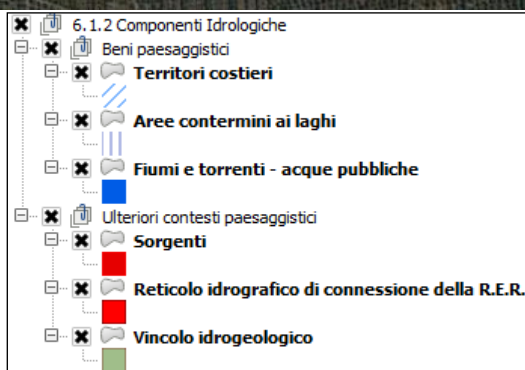 6.1.2 Componenti Idrologiche
Beni paesaggistici
Territori costieri
Aree contermini ai laghi
Fiumi e torrenti - acque pubbliche
Ulteriori contesti paesaggistici
Sorgenti
Reticolo idrografico di connessione della R.E.R.
Vincolo idrogeologico